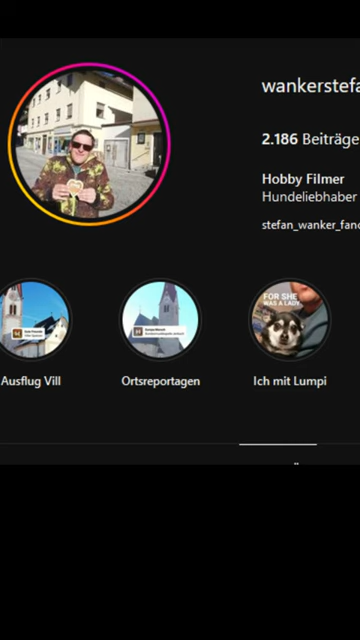 wankerstefa
2.186 Beiträge
Hobby Filmer
Hundeliebhaber
stefan_wanker_fanc
FOR SHE
WAS A LADY
Ausflug Vill
Ortsreportagen
Ich mit Lumpi